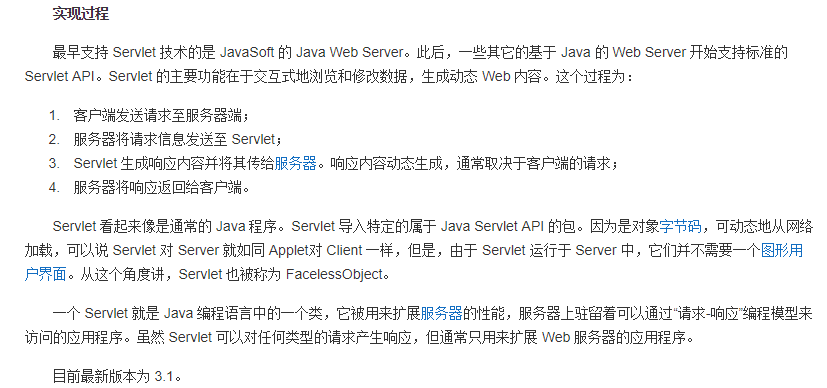 实现过程
最早支持 Servlet 技术的是 JavaSoft 的 Java Web Server。此后，一些其它的基于 Java 的 Web Server 开始支持标准的
Servlet API。Servlet 的主要功能在于交互式地浏览和修改数据，生成动态 Web 内容。这个过程为：
1. 客户端发送请求至服务器端；
2. 服务器将请求信息发送至 Servlet；
3. Servlet 生成响应内容并将其传给服务器。响应内容动态生成，通常取决于客户端的请求；
4. 服务器将响应返回给客户端。
Servlet 看起来像是通常的 Java 程序。Servlet 导入特定的属于 Java Servlet API 的包。因为是对象字节码，可动态地从网络
加载，可以说 Servlet 对 Server 就如同 Applet对 Client 一样，但是，由于 Servlet 运行于 Server 中，它们并不需要一个图形用
户界面。从这个角度讲，Servlet 也被称为 FacelessObject。
一个 Servlet 就是 Java 编程语言中的一个类，它被用来扩展服务器的性能，服务器上驻留着可以通过“请求-响应”编程模型来
访问的应用程序。虽然 Servlet 可以对任何类型的请求产生响应，但通常只用来扩展 Web 服务器的应用程序。
目前最新版本为 3.1。